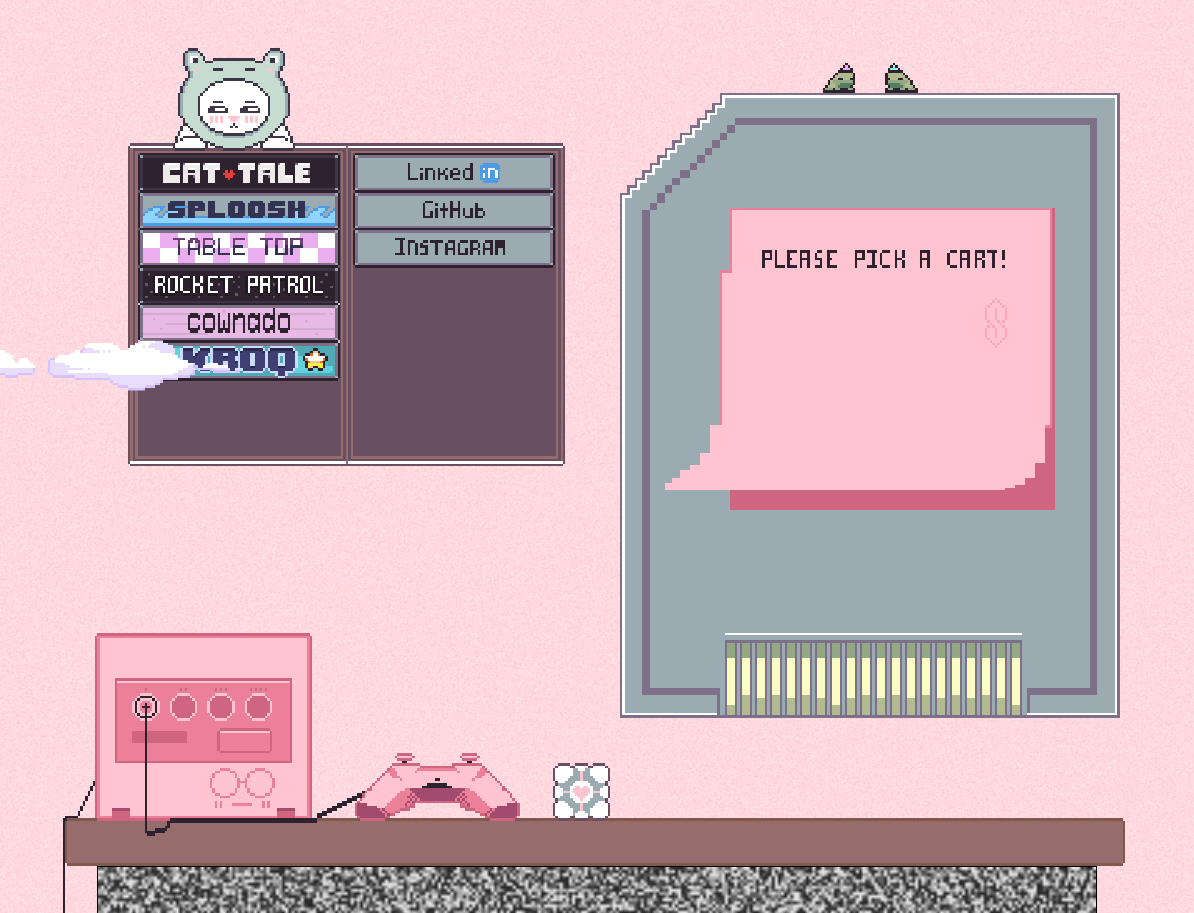 CAT TALE
SPLOOSH
TABLE TOP
ROCKET PATROL
cownado
Linked in
GitHub
INSTAGRAM
PLEASE PICK A CART!